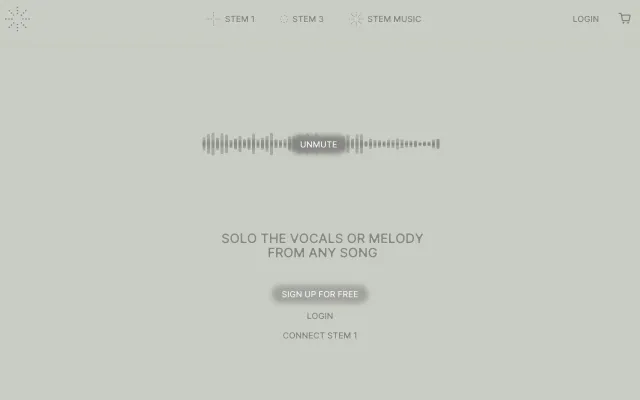 STEM 1
STEM 3
STEM MUSIC
LOGIN
UNMUTE
SOLO THE VOCALS OR MELODY
FROM ANY SONG
SIGN UP FOR FREE
LOGIN
CONNECT STEM 1